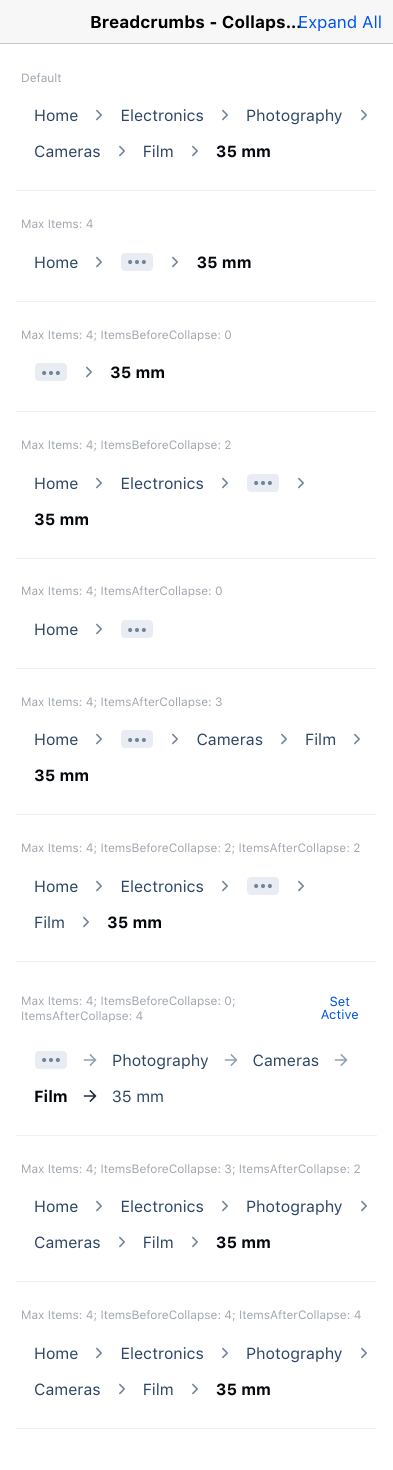 Breadcrumbs - Collaps... Expand All
Default
Home Electronics Photography
Cameras Film 35 mm
Max Items: 4
Home ••• 35 mm
Max Items: 4; ItemsBeforeCollapse: 0
••• 35 mm
Max Items: 4; ItemsBeforeCollapse: 2
Home Electronics •••
35 mm
Max Items: 4; ItemsAfterCollapse: 0
Home •••
Max Items: 4; ItemsAfterCollapse: 3
Home ••• Cameras Film
35 mm
Max Items: 4; ItemsBeforeCollapse: 2; ItemsAfterCollapse: 2
Home Electronics •••
Film 35 mm
Max Items: 4; ItemsBeforeCollapse: 0;
ItemsAfterCollapse: 4
Set
Active
••• → Photography → Cameras →
Film → 35 mm
Max Items: 4; ItemsBeforeCollapse: 3; ItemsAfterCollapse: 2
Home Electronics Photography
Cameras Film 35 mm
Max Items: 4; ItemsBeforeCollapse: 4; ItemsAfterCollapse: 4
Home Electronics Photography
Cameras Film 35 mm